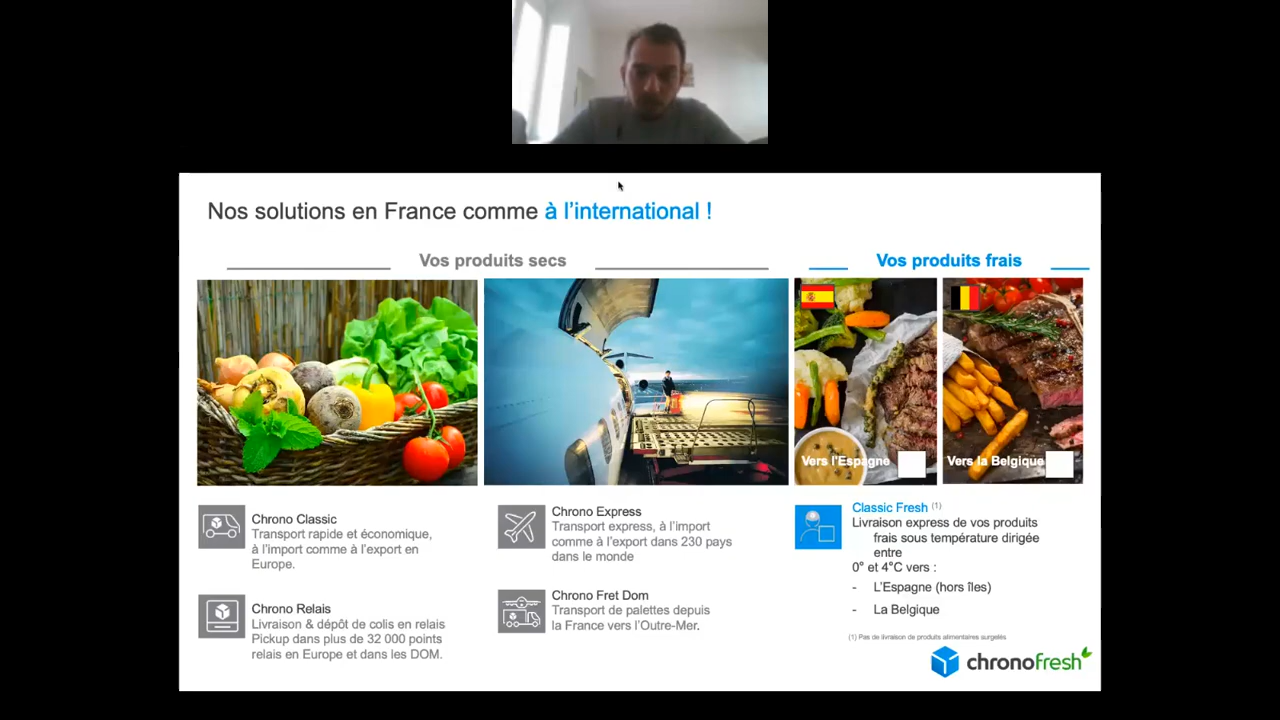 Nos solutions en France comme à l’international !
Vos produits secs
Vos produits frais
Vers l'Espagne
Vers la Belgique
Chrono Classic
Transport rapide et économique,
à l’import comme à l’export en
Europe.
Chrono Relais
Livraison & dépôt de colis en relais
Pickup dans plus de 32 000 points
relais en Europe et dans les DOM.
Chrono Express
Transport express, à l’import
comme à l’export dans 230 pays
dans le monde
Chrono Fret Dom
Transport de palettes depuis
la France vers l’Outre-Mer.
Classic Fresh (1)
Livraison express de vos produits
frais sous température dirigée
entre
0° et 4°C vers :
- L’Espagne (hors îles)
- La Belgique
(1) Pas de livraison de produits alimentaires surgelés
chronofresh